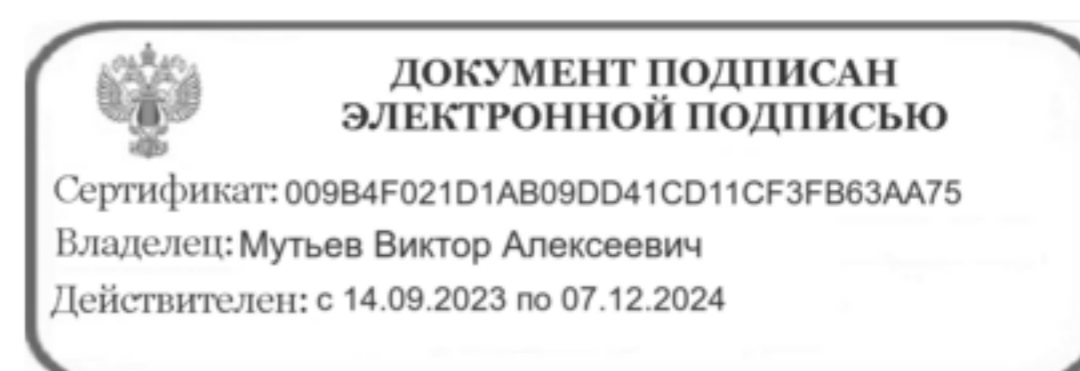 ДОКУМЕНТ ПОДПИСАН
ЭЛЕКТРОННОЙ ПОДПИСЬЮ
Сертификат: 009B4F021D1AB09DD41CD11CF3FB63AA75
Владелец: Мутьев Виктор Алексеевич
Действителен: с 14.09.2023 по 07.12.2024